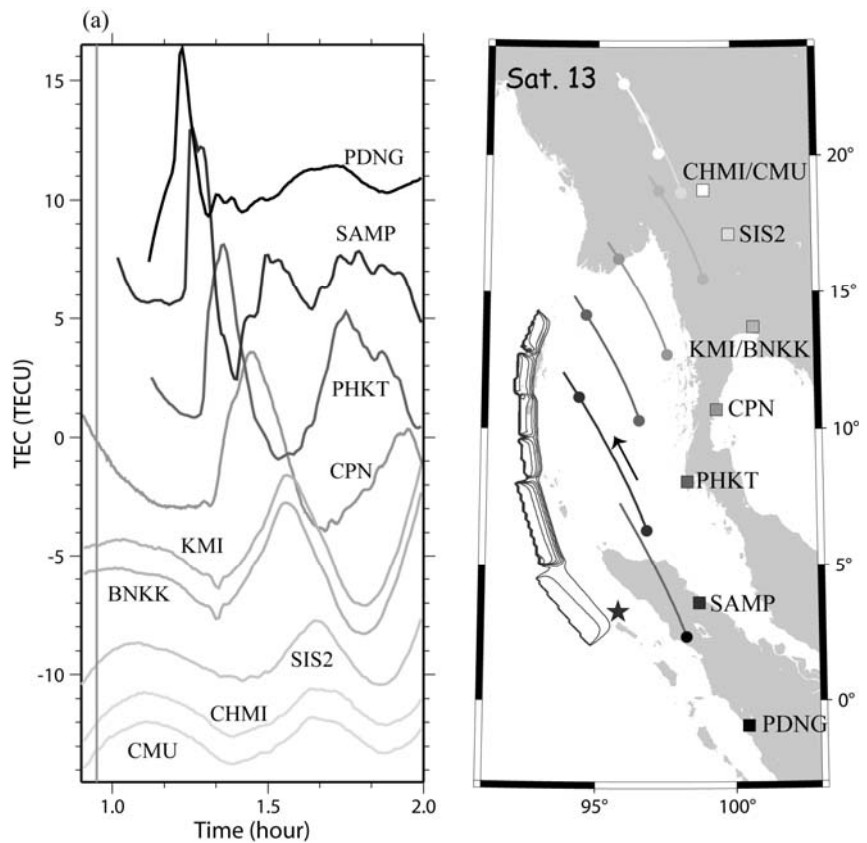 (a)
15
10
5
0
-5
-10
TEC (TECU)
PDNG
SAMP
PHKT
CPN
KMI
BNKK
SIS2
CHMI
CMU
1.0
1.5
2.0
Time (hour)
Sat. 13
20°
15°
10°
5°
0°
CHMI/CMU
SIS2
KMI/BNKK
CPN
PHKT
SAMP
PDNG
95°
100°